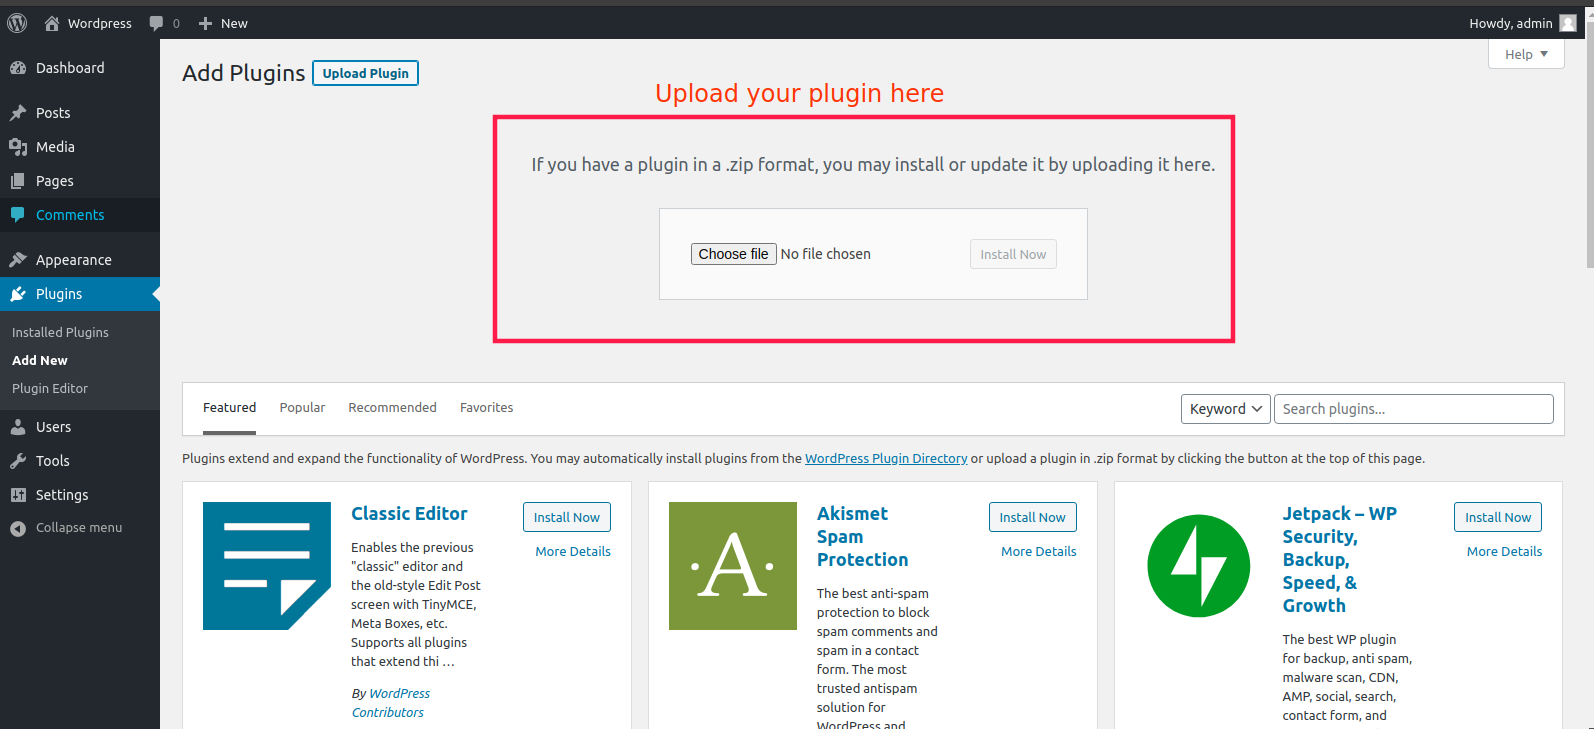 Wordpress 0 New Howdy, admin
Dashboard
Posts
Media
Pages
Comments
Appearance
Plugins
Installed Plugins
Add New
Plugin Editor
Users
Tools
Settings
Collapse menu
Help
Add Plugins Upload Plugin
Upload your plugin here
If you have a plugin in a .zip format, you may install or update it by uploading it here.
Choose file No file chosen Install Now
Featured Popular Recommended Favorites Keyword Search plugins...
Plugins extend and expand the functionality of WordPress. You may automatically install plugins from the WordPress Plugin Directory or upload a plugin in .zip format by clicking the button at the top of this page.
Classic Editor
Install Now
More Details
Enables the previous
"classic" editor and
the old-style Edit Post
screen with TinyMCE,
Meta Boxes, etc.
Supports all plugins
that extend thi …
By WordPress
Contributors
·A·
Akismet
Spam
Protection
Install Now
More Details
The best anti-spam
protection to block
spam comments and
spam in a contact
form. The most
trusted antispam
solution for
WordPress and
Jetpack – WP
Security,
Backup,
Speed, &
Growth
Install Now
More Details
The best WP plugin
for backup, anti spam,
malware scan, CDN,
AMP, social, search,
contact form, and